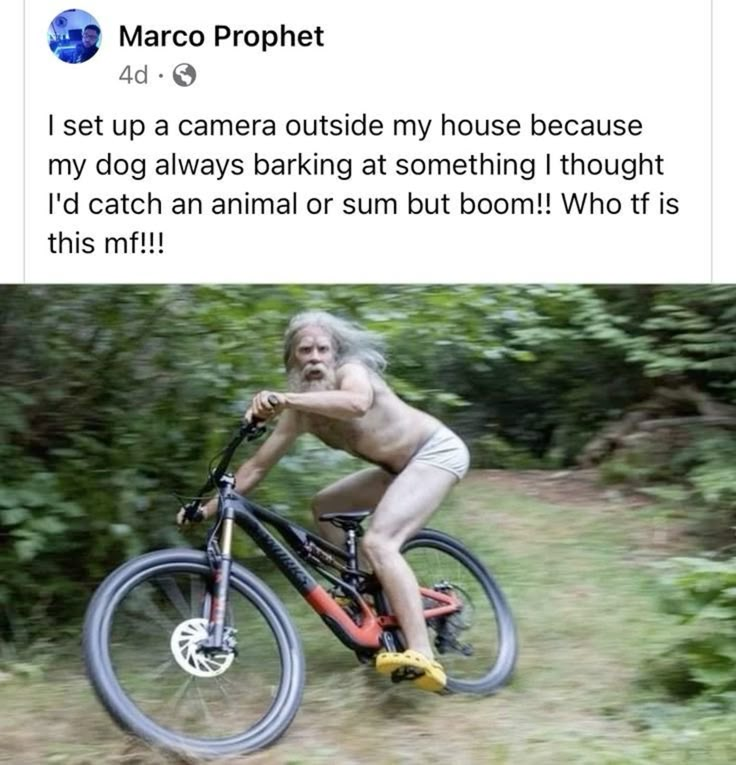 Marco Prophet
4d ·
I set up a camera outside my house because
my dog always barking at something I thought
I'd catch an animal or sum but boom!! Who tf is
this mf!!!